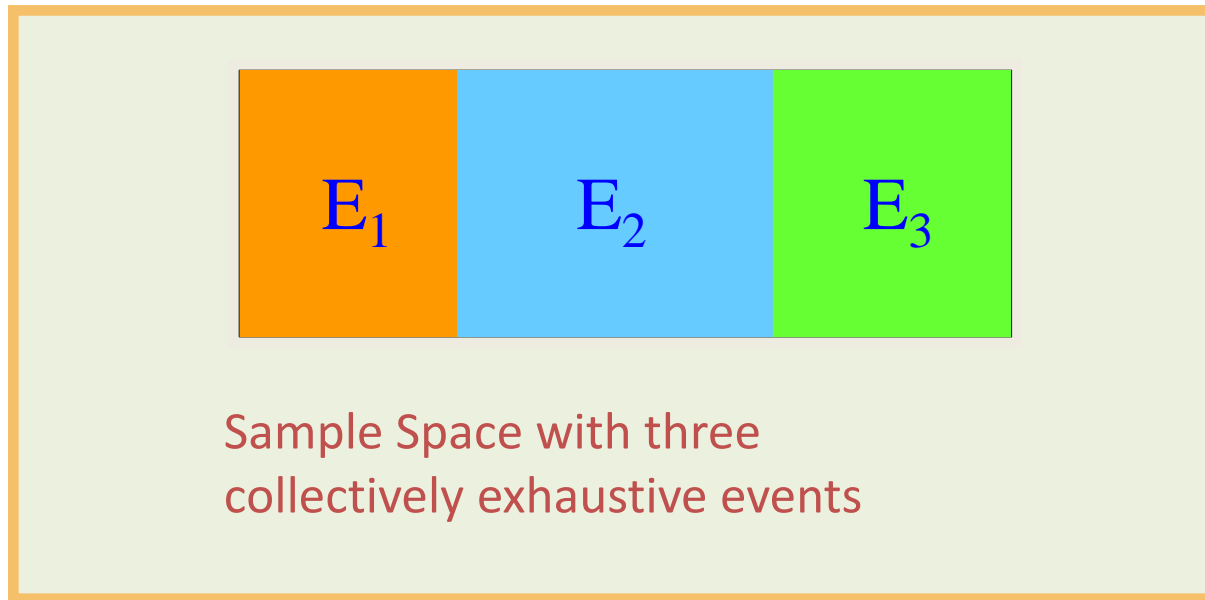 E₁ E₂ E₃
Sample Space with three
collectively exhaustive events